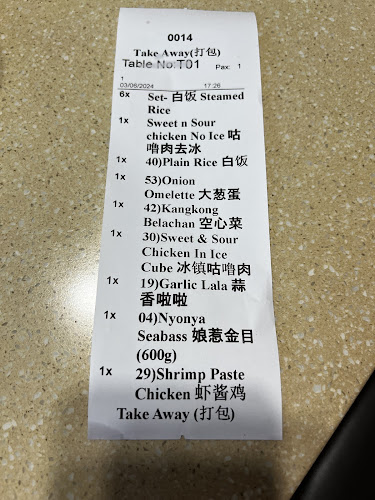 0014
Take Away(打包)
Table No:T01 Pax: 1
1
03/06/2024 17:26
6x Set- 白饭 Steamed
Rice
1x Sweet n Sour
chicken No Ice 咕
噜肉去冰
1x 40)Plain Rice 白饭
1x 53)Onion
Omelette 大葱蛋
1x 42)Kangkong
Belachan 空心菜
1x 30)Sweet & Sour
Chicken In Ice
Cube 冰镇咕噜肉
1x 19)Garlic Lala 蒜
香啦啦
1x 04)Nyonya
Seabass 娘惹金目
(600g)
1x 29)Shrimp Paste
Chicken 虾酱鸡
Take Away (打包)